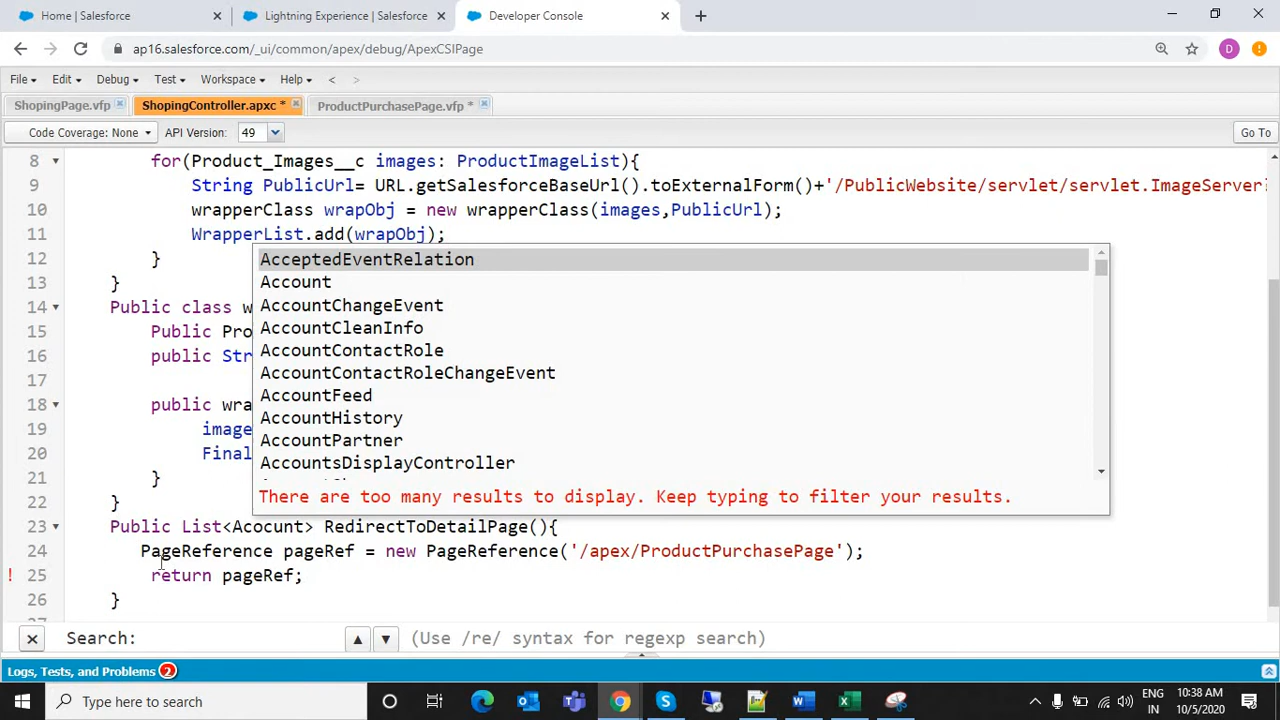 Home | Salesforce
Lightning Experience | Salesforce
Developer Console
ap16.salesforce.com/_ui/common/apex/debug/ApexCSIPage
D
File Edit Debug Test Workspace Help < >
ShopingPage.vfp
ShopingController.apxc *
ProductPurchasePage.vfp *
Code Coverage: None API Version: 49 Go To
8 for(Product_Images__c images: ProductImageList){
9 String PublicUrl= URL.getSalesforceBaseUrl().toExternalForm()+'/PublicWebsite/servlet/servlet.ImageServer
10 wrapperClass wrapObj = new wrapperClass(images,PublicUrl);
11 WrapperList.add(wrapObj);
12 }
13 }
14 Public class w
15 Public Pro
16 public Str
17
18 public wra
19 image
20 Final
21 }
22 }
AcceptedEventRelation
Account
AccountChangeEvent
AccountCleanInfo
AccountContactRole
AccountContactRoleChangeEvent
AccountFeed
AccountHistory
AccountPartner
AccountsDisplayController
There are too many results to display. Keep typing to filter your results.
23 Public List<Acocunt> RedirectToDetailPage(){
24 PageReference pageRef = new PageReference('/apex/ProductPurchasePage');
! 25 return pageRef;
26 }
Search: (Use /re/ syntax for regexp search)
Logs, Tests, and Problems 2
Type here to search
ENG
IN
10:38 AM
10/5/2020